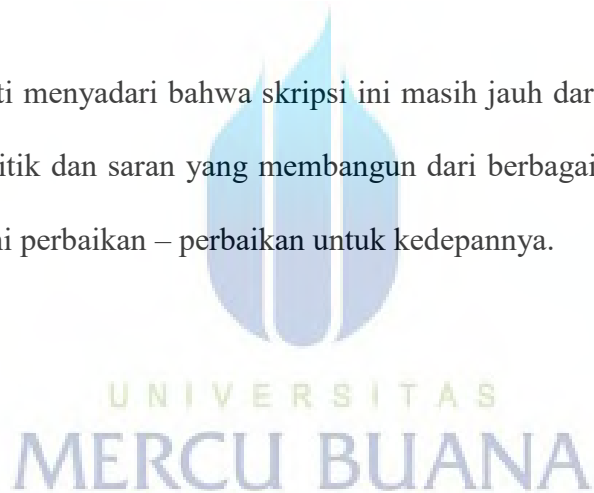 ti menyadari bahwa skripsi ini masih jauh dar
itik dan saran yang membangun dari berbagai
ni perbaikan – perbaikan untuk kedepannya.
UNIVERSITAS
MERCU BUANA